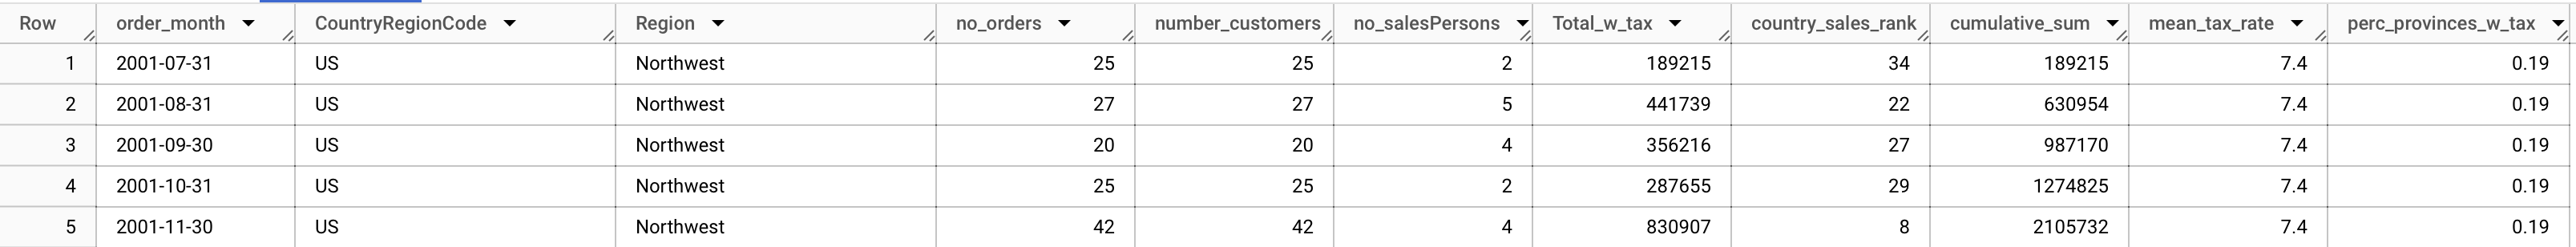 Row order_month CountryRegionCode Region no_orders number_customers no_salesPersons Total_w_tax country_sales_rank cumulative_sum mean_tax_rate perc_provinces_w_tax
1 2001-07-31 US Northwest 25 25 2 189215 34 189215 7.4 0.19
2 2001-08-31 US Northwest 27 27 5 441739 22 630954 7.4 0.19
3 2001-09-30 US Northwest 20 20 4 356216 27 987170 7.4 0.19
4 2001-10-31 US Northwest 25 25 2 287655 29 1274825 7.4 0.19
5 2001-11-30 US Northwest 42 42 4 830907 8 2105732 7.4 0.19